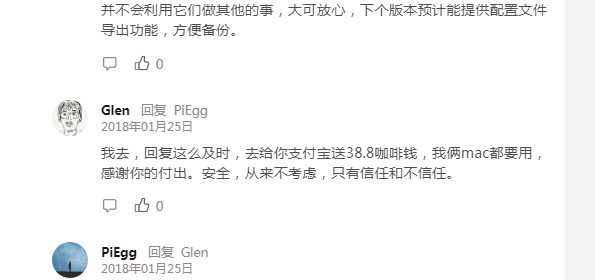 并不会利用它们做其他的事，大可放心，下个版本预计能提供配置文件
导出功能，方便备份。
0
Glen 回复 PiEgg
2018年01月25日
我去，回复这么及时，去给你支付宝送38.8咖啡钱，我俩mac都要用，
感谢你的付出。安全，从来不考虑，只有信任和不信任。
0
PiEgg 回复 Glen
2018年01月25日